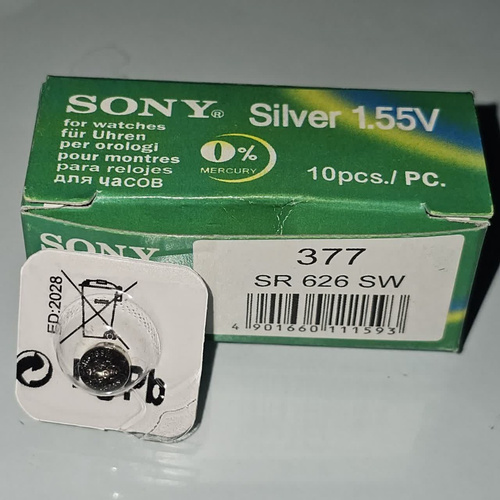 SONY® Silver 1.55V
for watches
für Uhren
per orologi
pour montres
para relojes
для часов
0%
MERCURY
10pcs./ PC.
SONY
377
SR 626 SW
4 901660 111593
ED:2028
Pb